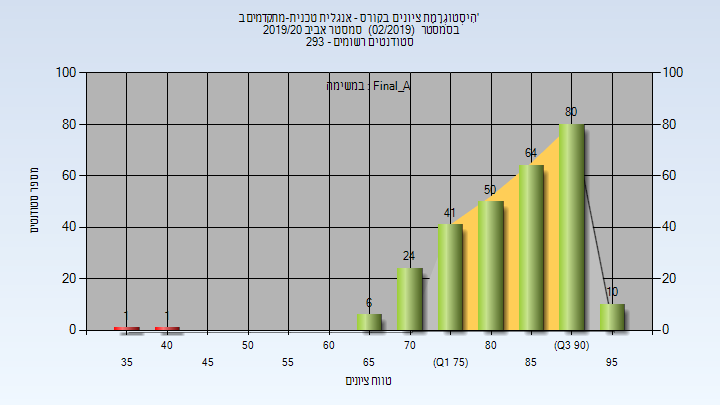 היסטוגרמת ציונים בקורס - אנגלית טכנית-מתקדמים ב'
בסמסטר (02/2019) סמסטר אביב 2019/20
סטודנטים רשומים - 293
במשימה : Final_A
100 100
80 80
60 60
40 40
20 20
0 0
מספר סטודנטים
1 1 6 24 41 50 64 80 10
40 50 60 70 80 (Q3 90)
35 45 55 65 (Q1 75) 85 95
טווח ציונים